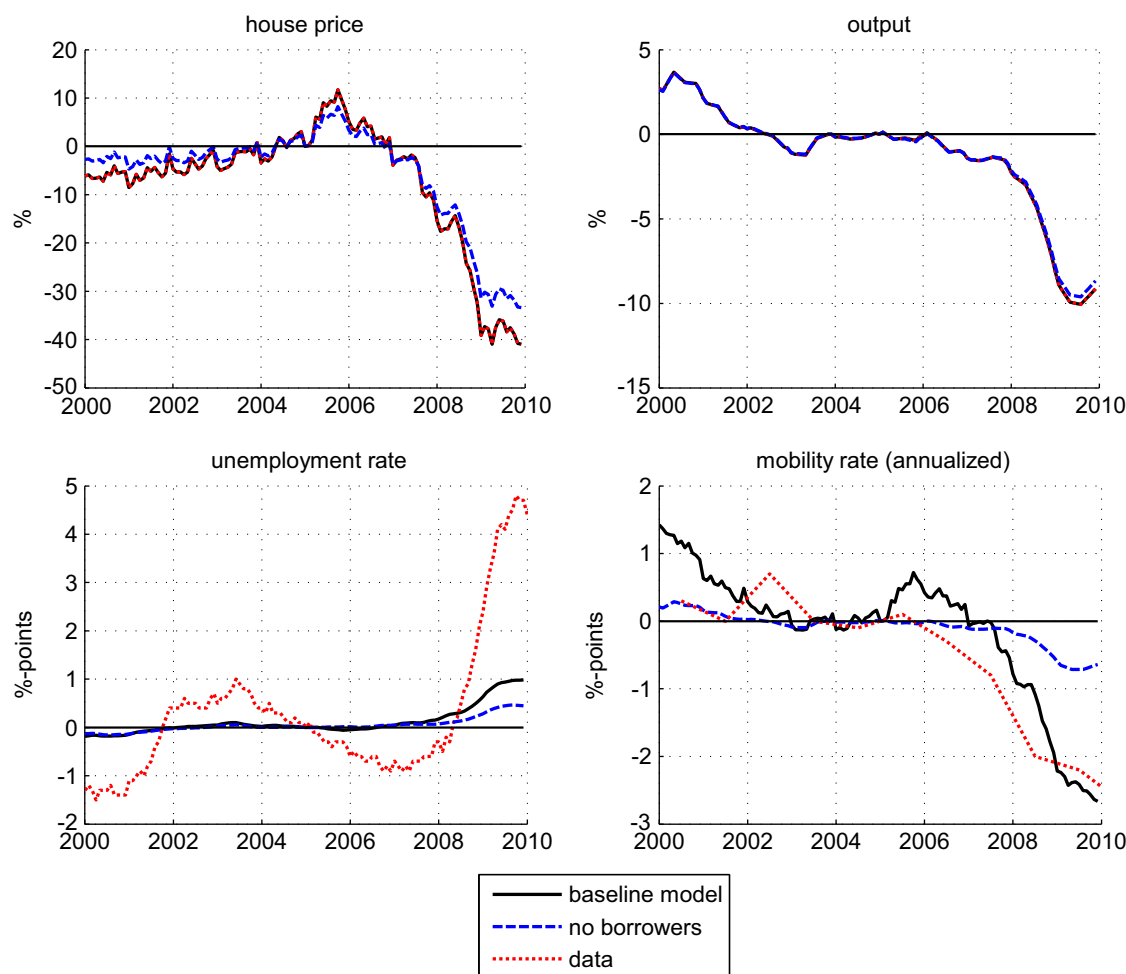 house price
output
20
10
0
-10
-20
-30
-40
-50
%
2000 2002 2004 2006 2008 2010
5
0
-5
-10
-15
%
2000 2002 2004 2006 2008 2010
unemployment rate
mobility rate (annualized)
5
4
3
2
1
0
-1
-2
%-points
2000 2002 2004 2006 2008 2010
2
1
0
-1
-2
-3
%-points
2000 2002 2004 2006 2008 2010
baseline model
no borrowers
data